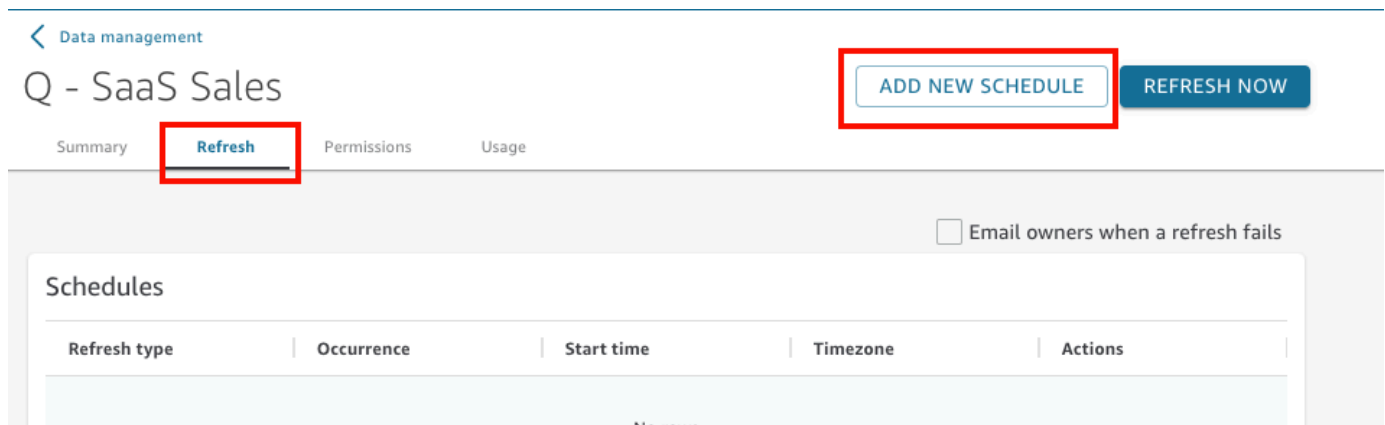 Data management
Q - SaaS Sales
ADD NEW SCHEDULE
REFRESH NOW
Summary Refresh Permissions Usage
Email owners when a refresh fails
Schedules
Refresh type Occurrence Start time Timezone Actions